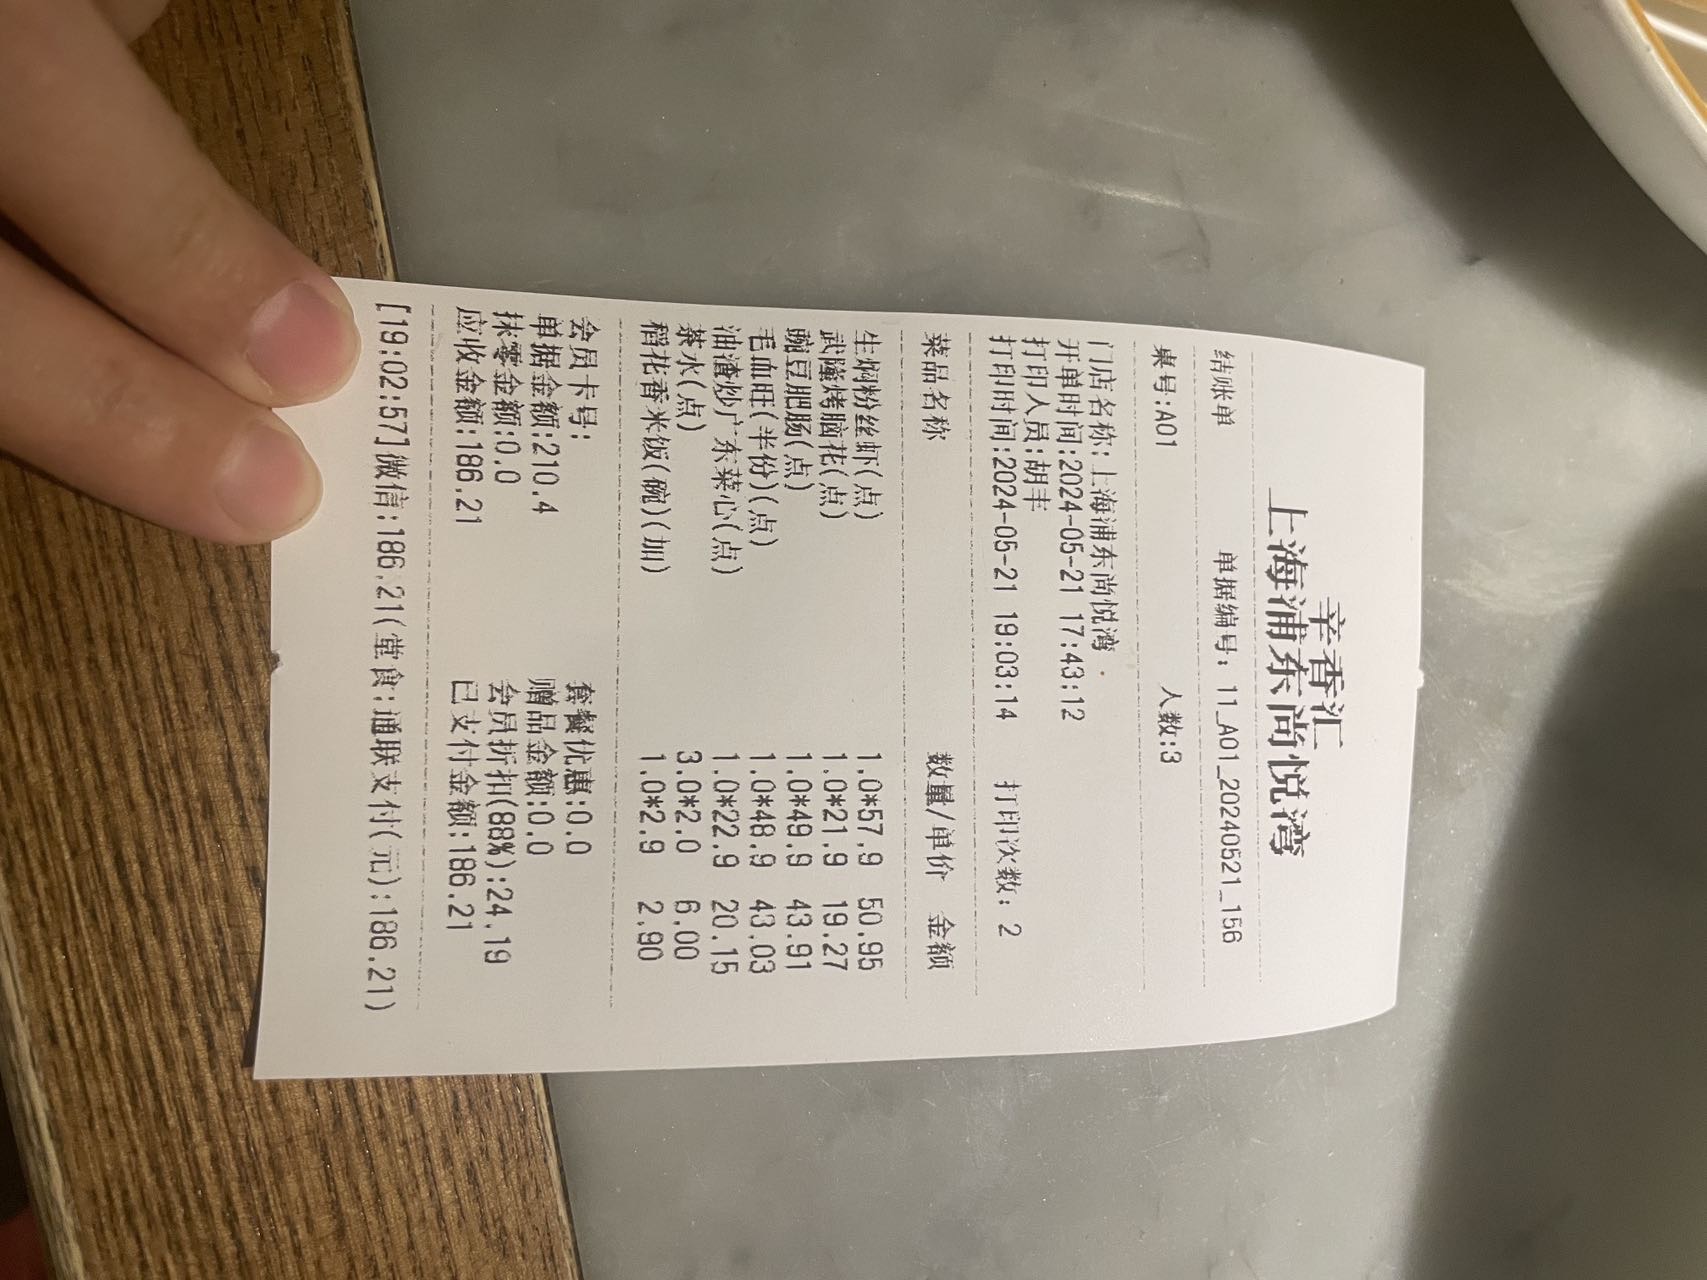 辛香汇
上海浦东尚悦湾
结账单 单据编号: 11_A01_20240521_156
桌号:A01 人数:3
门店名称:上海浦东尚悦湾
开单时间:2024-05-21 17:43:12
打印人员:胡丰
打印时间:2024-05-21 19:03:14 打印次数: 2
菜品名称 数量/单价 金额
生焖粉丝虾(点) 1.0*57.9 50.95
武隆烤脑花(点) 1.0*21.9 19.27
豌豆肥肠(点) 1.0*49.9 43.91
毛血旺(半份)(点) 1.0*48.9 43.03
油渣炒广东菜心(点) 1.0*22.9 20.15
茶水(点) 3.0*2.0 6.00
稻花香米饭(碗)(加) 1.0*2.9 2.90
会员卡号: 套餐优惠:0.0
单据金额:210.4 赠品金额:0.0
抹零金额:0.0 会员折扣(88%):24.19
应收金额:186.21 已支付金额:186.21
[19:02:57]微信:186.21(堂食:通联支付(元):186.21)